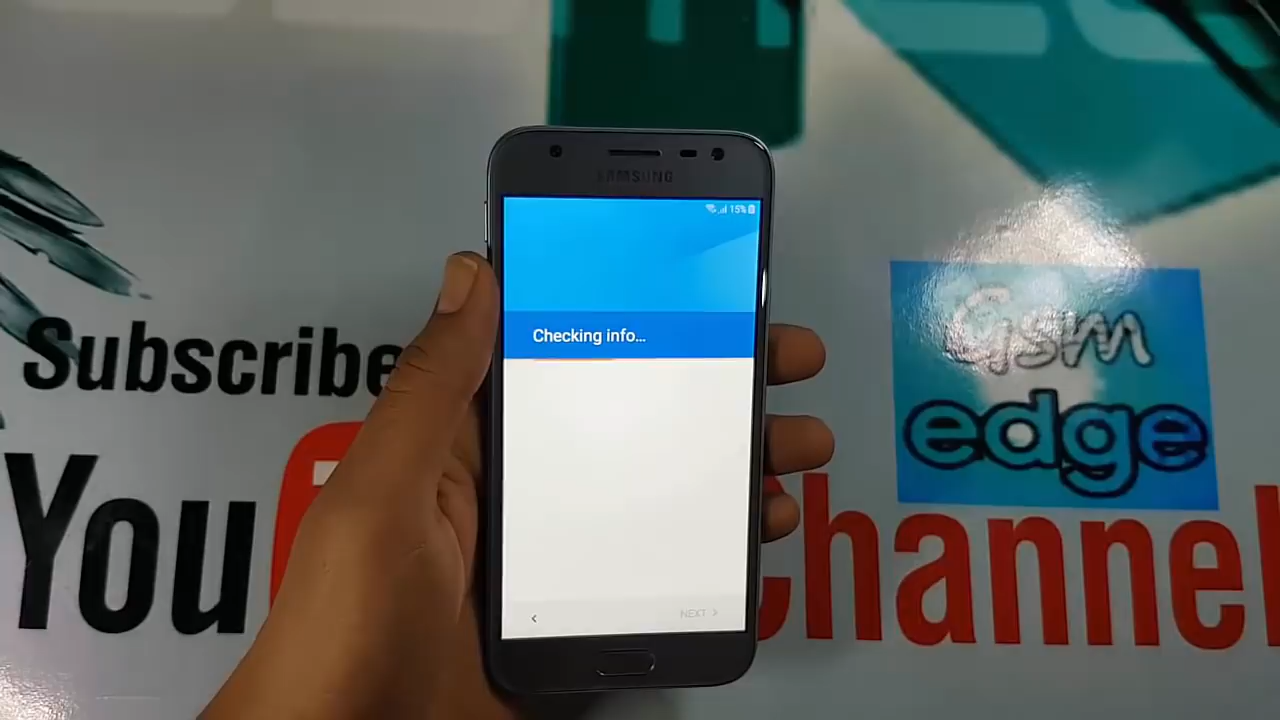 SAMSUNG
15%
Checking info...
NEXT
Subscribe
You
Channel
Gsm
edge